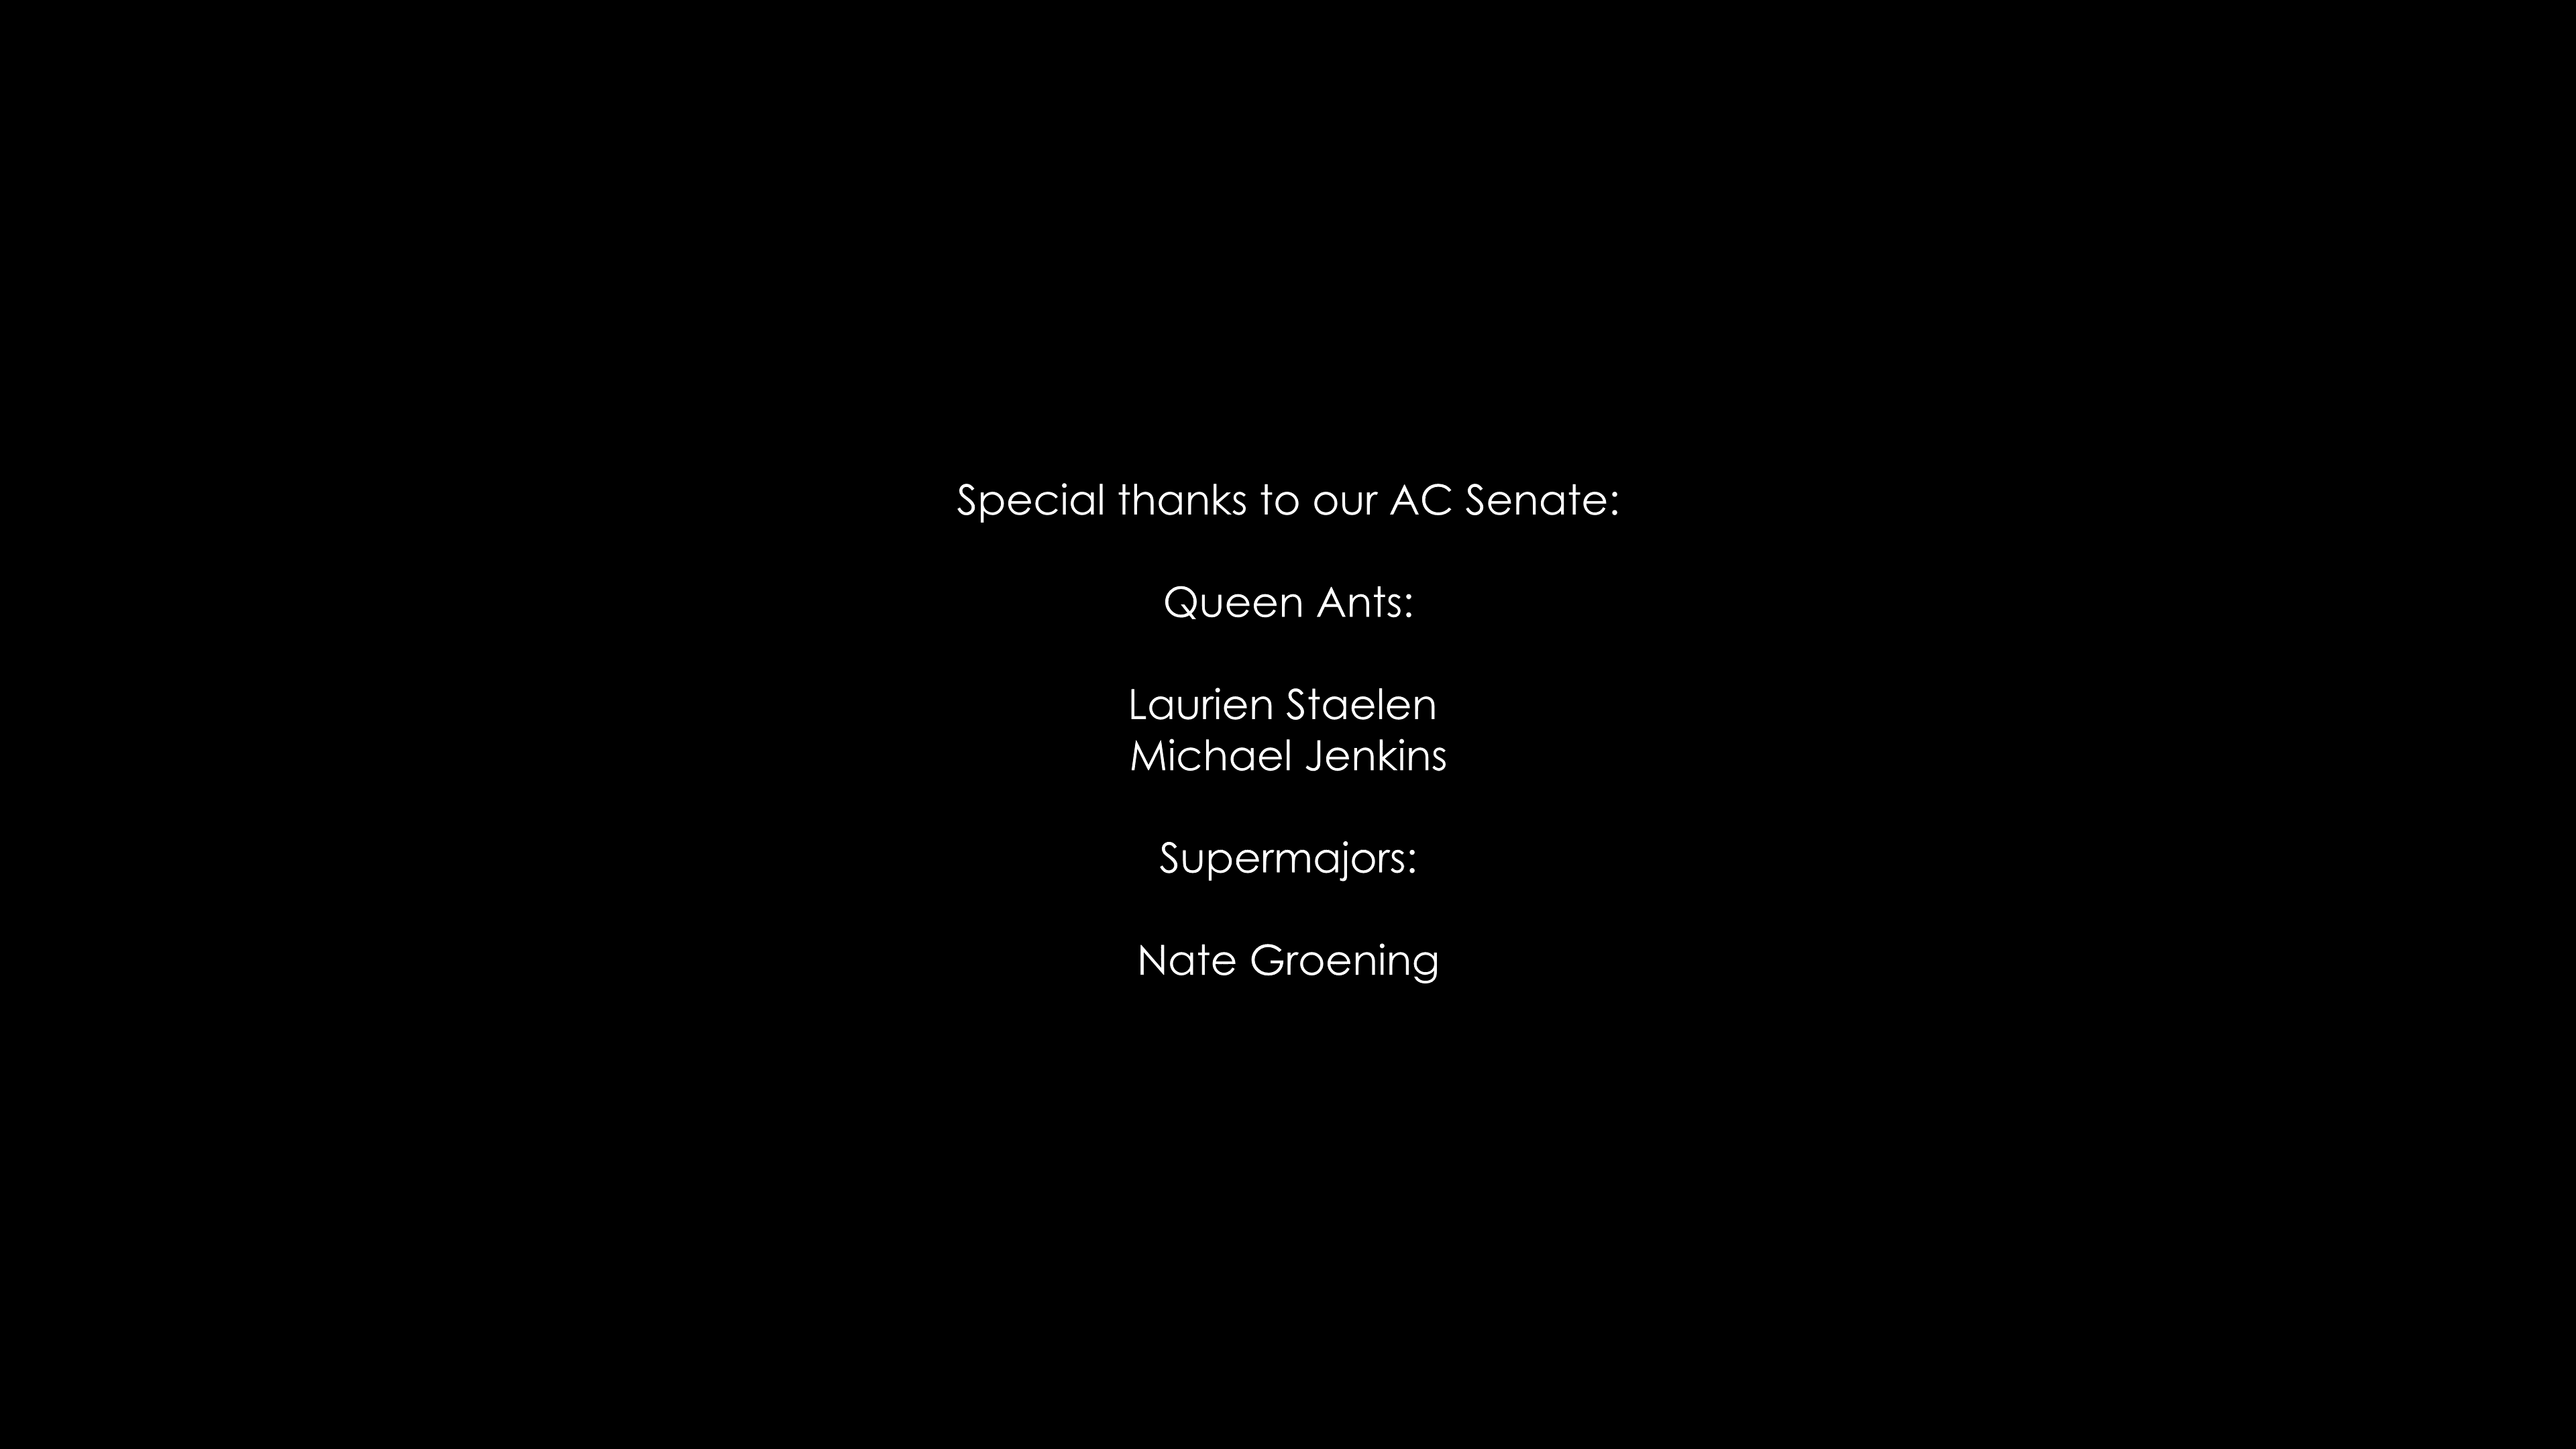 Special thanks to our AC Senate:
Queen Ants:
Laurien Staelen
Michael Jenkins
Supermajors:
Nate Groening